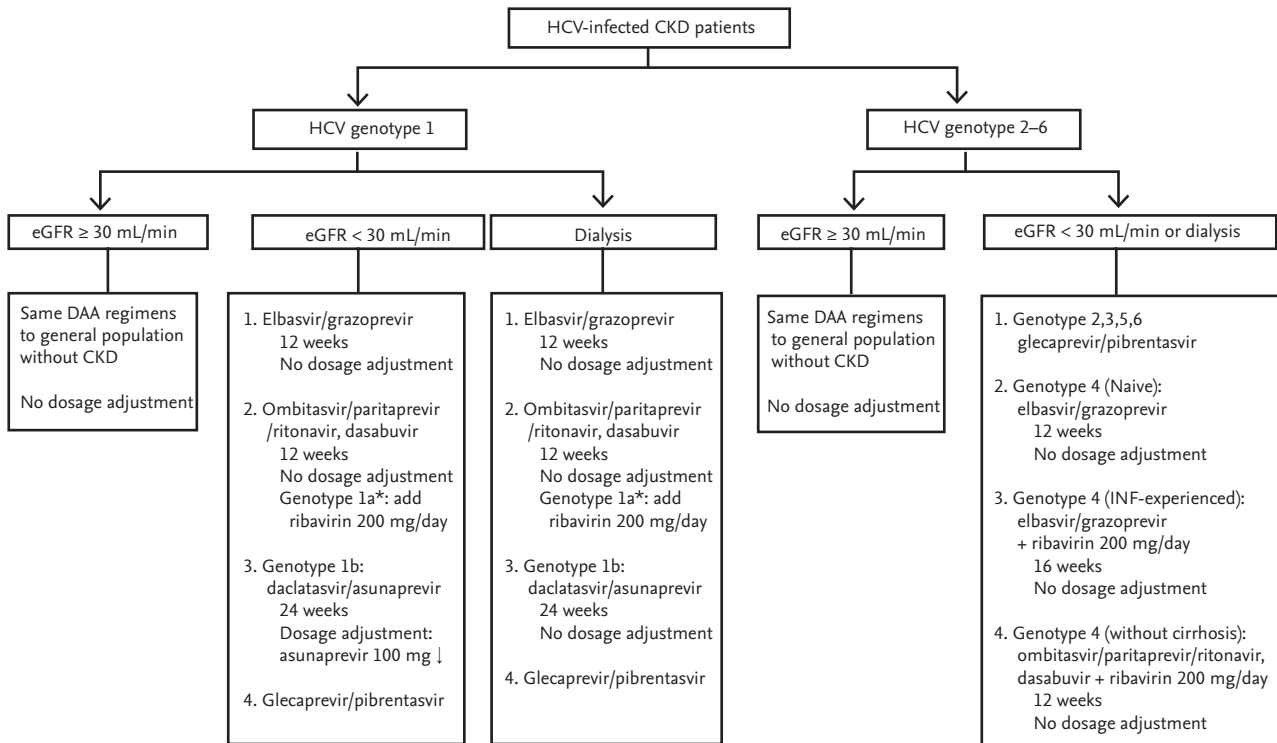 HCV-infected CKD patients
HCV genotype 1
HCV genotype 2–6
eGFR ≥ 30 mL/min
eGFR < 30 mL/min
Dialysis
eGFR ≥ 30 mL/min
eGFR < 30 mL/min or dialysis
Same DAA regimens
to general population
without CKD
No dosage adjustment
1. Elbasvir/grazoprevir
12 weeks
No dosage adjustment
2. Ombitasvir/paritaprevir
/ritonavir, dasabuvir
12 weeks
No dosage adjustment
Genotype 1a*: add
ribavirin 200 mg/day
3. Genotype 1b:
daclatasvir/asunaprevir
24 weeks
Dosage adjustment:
asunaprevir 100 mg ↓
4. Glecaprevir/pibrentasvir
1. Elbasvir/grazoprevir
12 weeks
No dosage adjustment
2. Ombitasvir/paritaprevir
/ritonavir, dasabuvir
12 weeks
No dosage adjustment
Genotype 1a*: add
ribavirin 200 mg/day
3. Genotype 1b:
daclatasvir/asunaprevir
24 weeks
No dosage adjustment
4. Glecaprevir/pibrentasvir
Same DAA regimens
to general population
without CKD
No dosage adjustment
1. Genotype 2,3,5,6
glecaprevir/pibrentasvir
2. Genotype 4 (Naive):
elbasvir/grazoprevir
12 weeks
No dosage adjustment
3. Genotype 4 (INF-experienced):
elbasvir/grazoprevir
+ ribavirin 200 mg/day
16 weeks
No dosage adjustment
4. Genotype 4 (without cirrhosis):
ombitasvir/paritaprevir/ritonavir,
dasabuvir + ribavirin 200 mg/day
12 weeks
No dosage adjustment